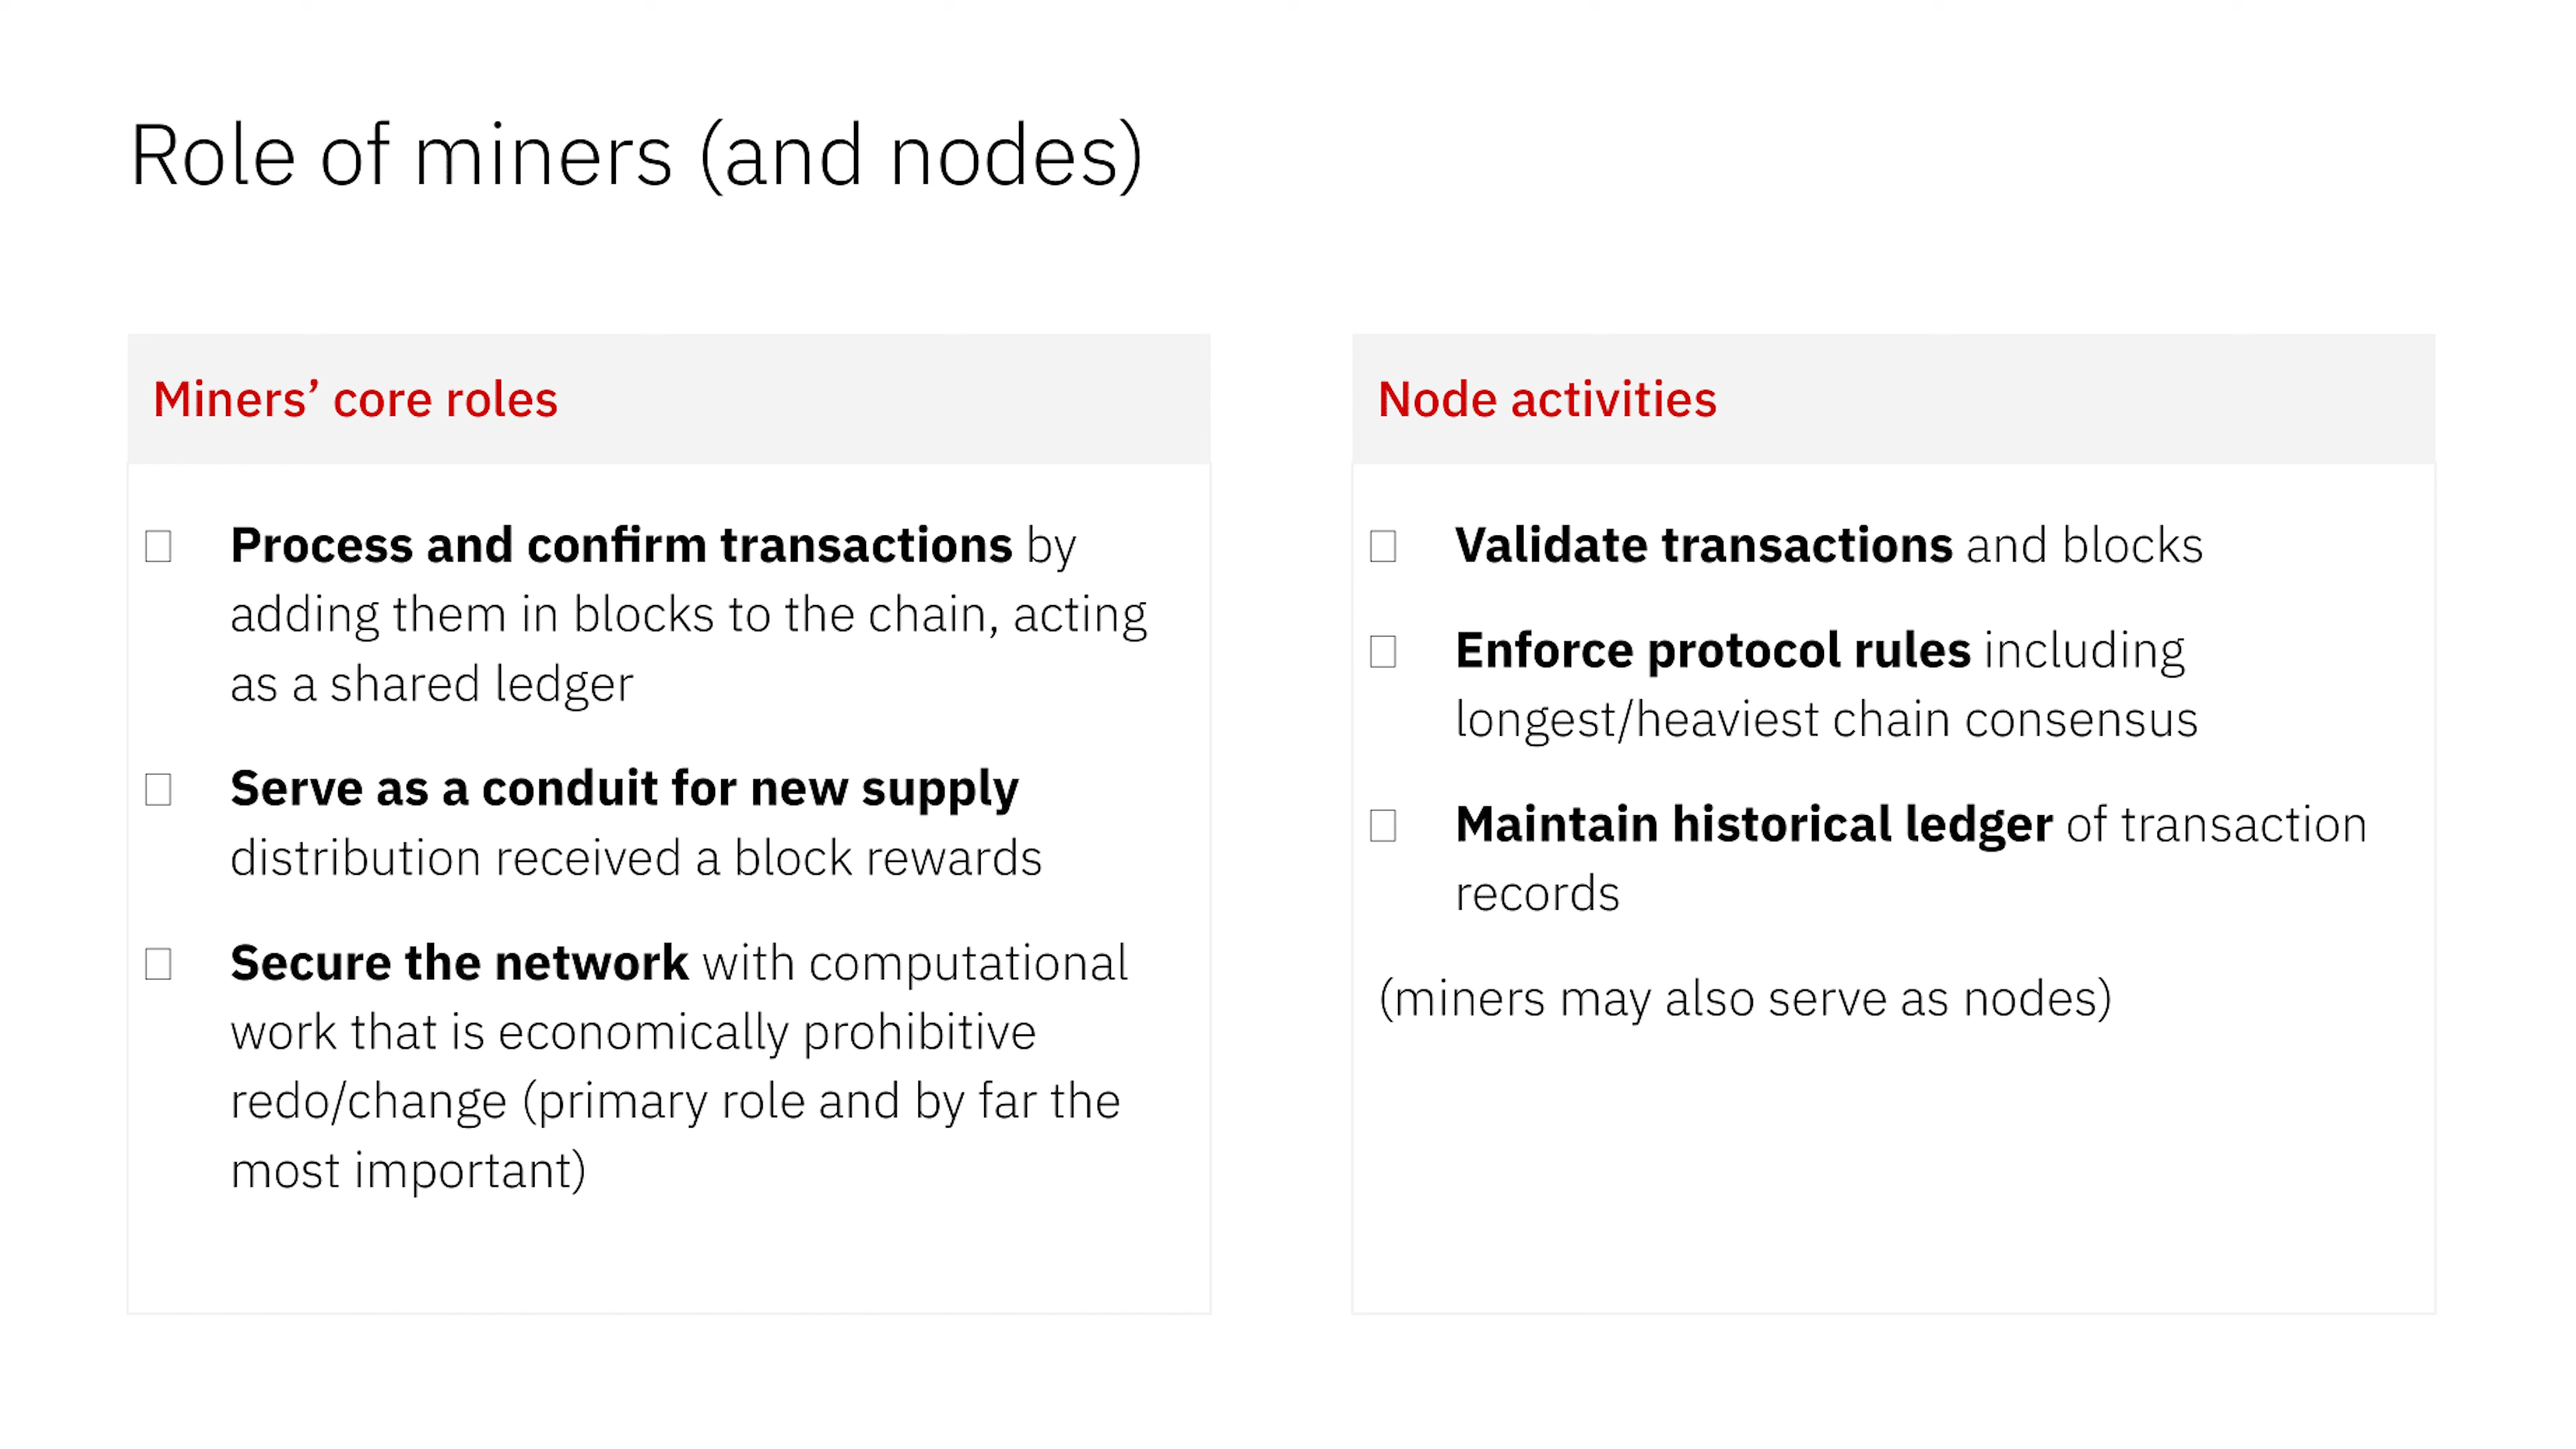 Role of miners (and nodes)
Miners’ core roles
Process and confirm transactions by
adding them in blocks to the chain, acting
as a shared ledger
Serve as a conduit for new supply
distribution received a block rewards
Secure the network with computational
work that is economically prohibitive
redo/change (primary role and by far the
most important)
Node activities
Validate transactions and blocks
Enforce protocol rules including
longest/heaviest chain consensus
Maintain historical ledger of transaction
records
(miners may also serve as nodes)